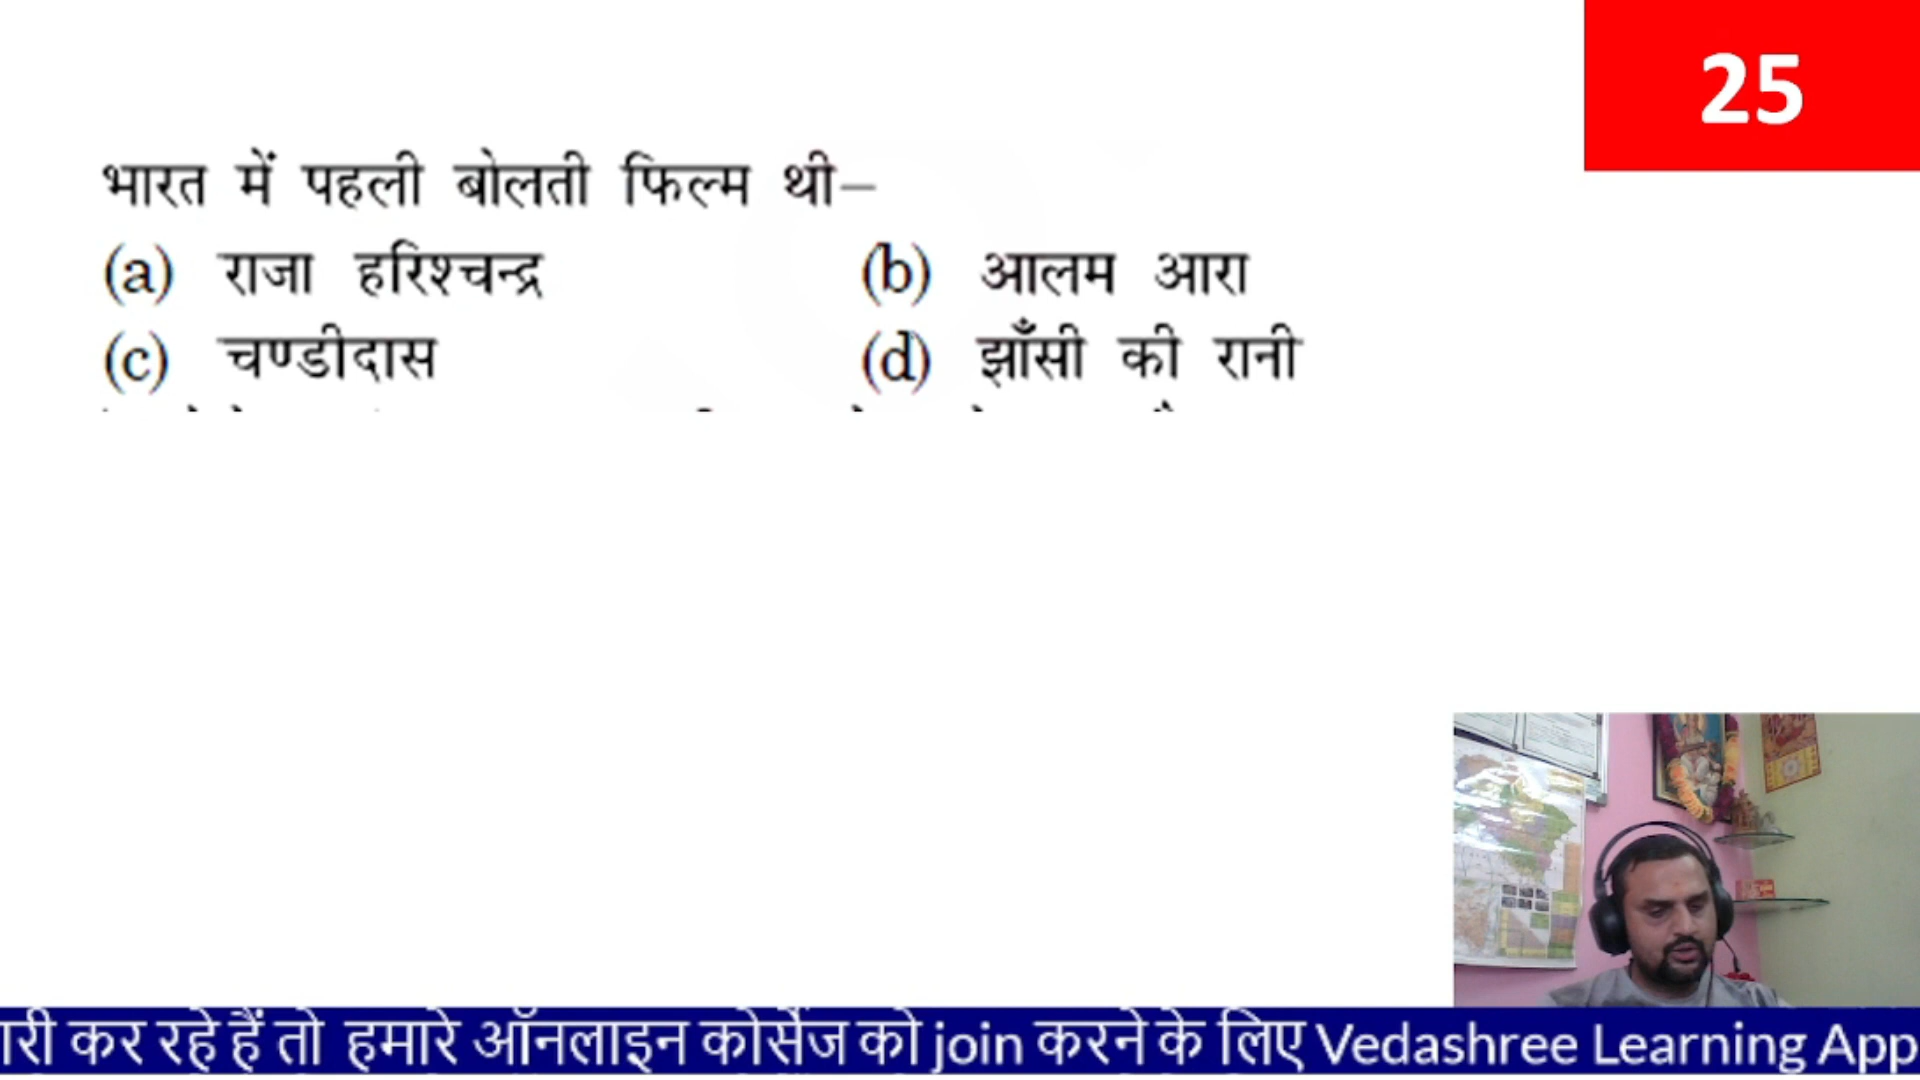 25
भारत में पहली बोलती फिल्म थी–
(a) राजा हरिश्चन्द्र (b) आलम आरा
(c) चण्डीदास (d) झाँसी की रानी
री कर रहे हैं तो हमारे ऑनलाइन कोर्सेज को join करने के लिए Vedashree Learning App